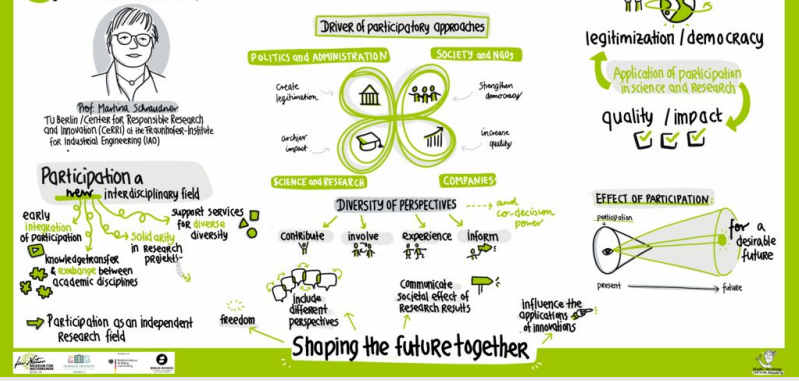 Driver of participatory approaches
POLITICS and ADMINISTRATION
SOCIETY and NGOs
Create
legitimation
Strengthen
democracy
archier
impact
increase
quality
SCIENCE and RESEARCH
COMPANIES
Prof. Martina Schraudner
TU Berlin / Center for Responsible Research
and Innovation (CeRRI) at the Fraunhofer-Institute
for Industrial Engineering (IAO)
legitimization / democracy
Application of participation
in science and Research
quality / impact
Participation a
new interdisciplinary field
early
integration
of participation
support services
for diverse
diversity
solidarity
in research
projekts
knowledgetransfer
& exchange between
academic disciplines
Participation as an independent
Research field
DIVERSITY OF PERSPECTIVES
and
co-decision
power
contribute
involve
experience
inform
include
different
perspectives
communicate
societal effect of
Research Results
freedom
influence the
applications
of innovations
Shaping the future together
EFFECT OF PARTICIPATION:
participation
for a
desirable
future
present
future
MUSEUM FÜR
NATURKUNDE